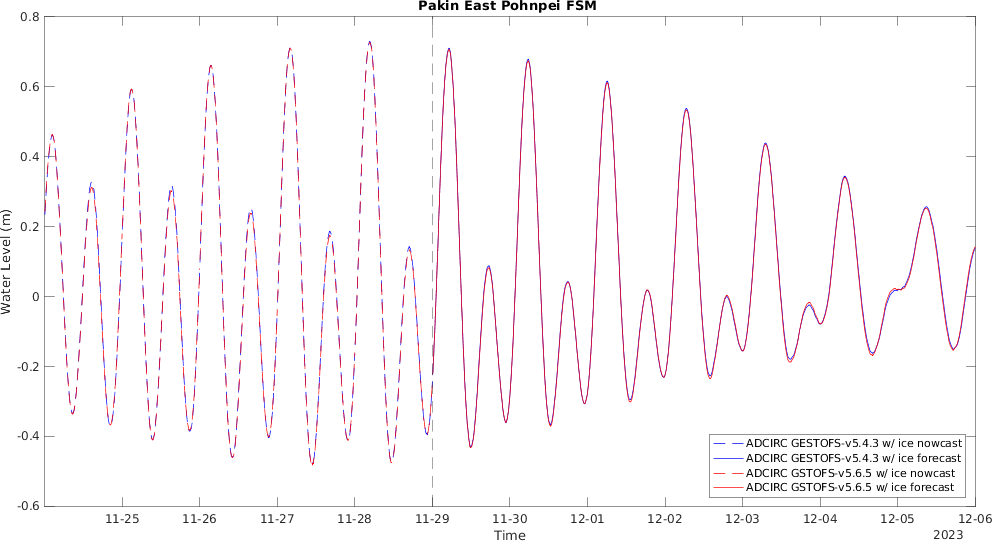 Pakin East Pohnpei FSM
0.8
0.6
0.4
0.2
0
-0.2
-0.4
-0.6
Water Level (m)
ADCIRC GESTOFS-v5.4.3 w/ ice nowcast
ADCIRC GESTOFS-v5.4.3 w/ ice forecast
ADCIRC GSTOFS-v5.6.5 w/ ice nowcast
ADCIRC GSTOFS-v5.6.5 w/ ice forecast
11-25 11-26 11-27 11-28 11-29 11-30 12-01 12-02 12-03 12-04 12-05 12-06
2023
Time